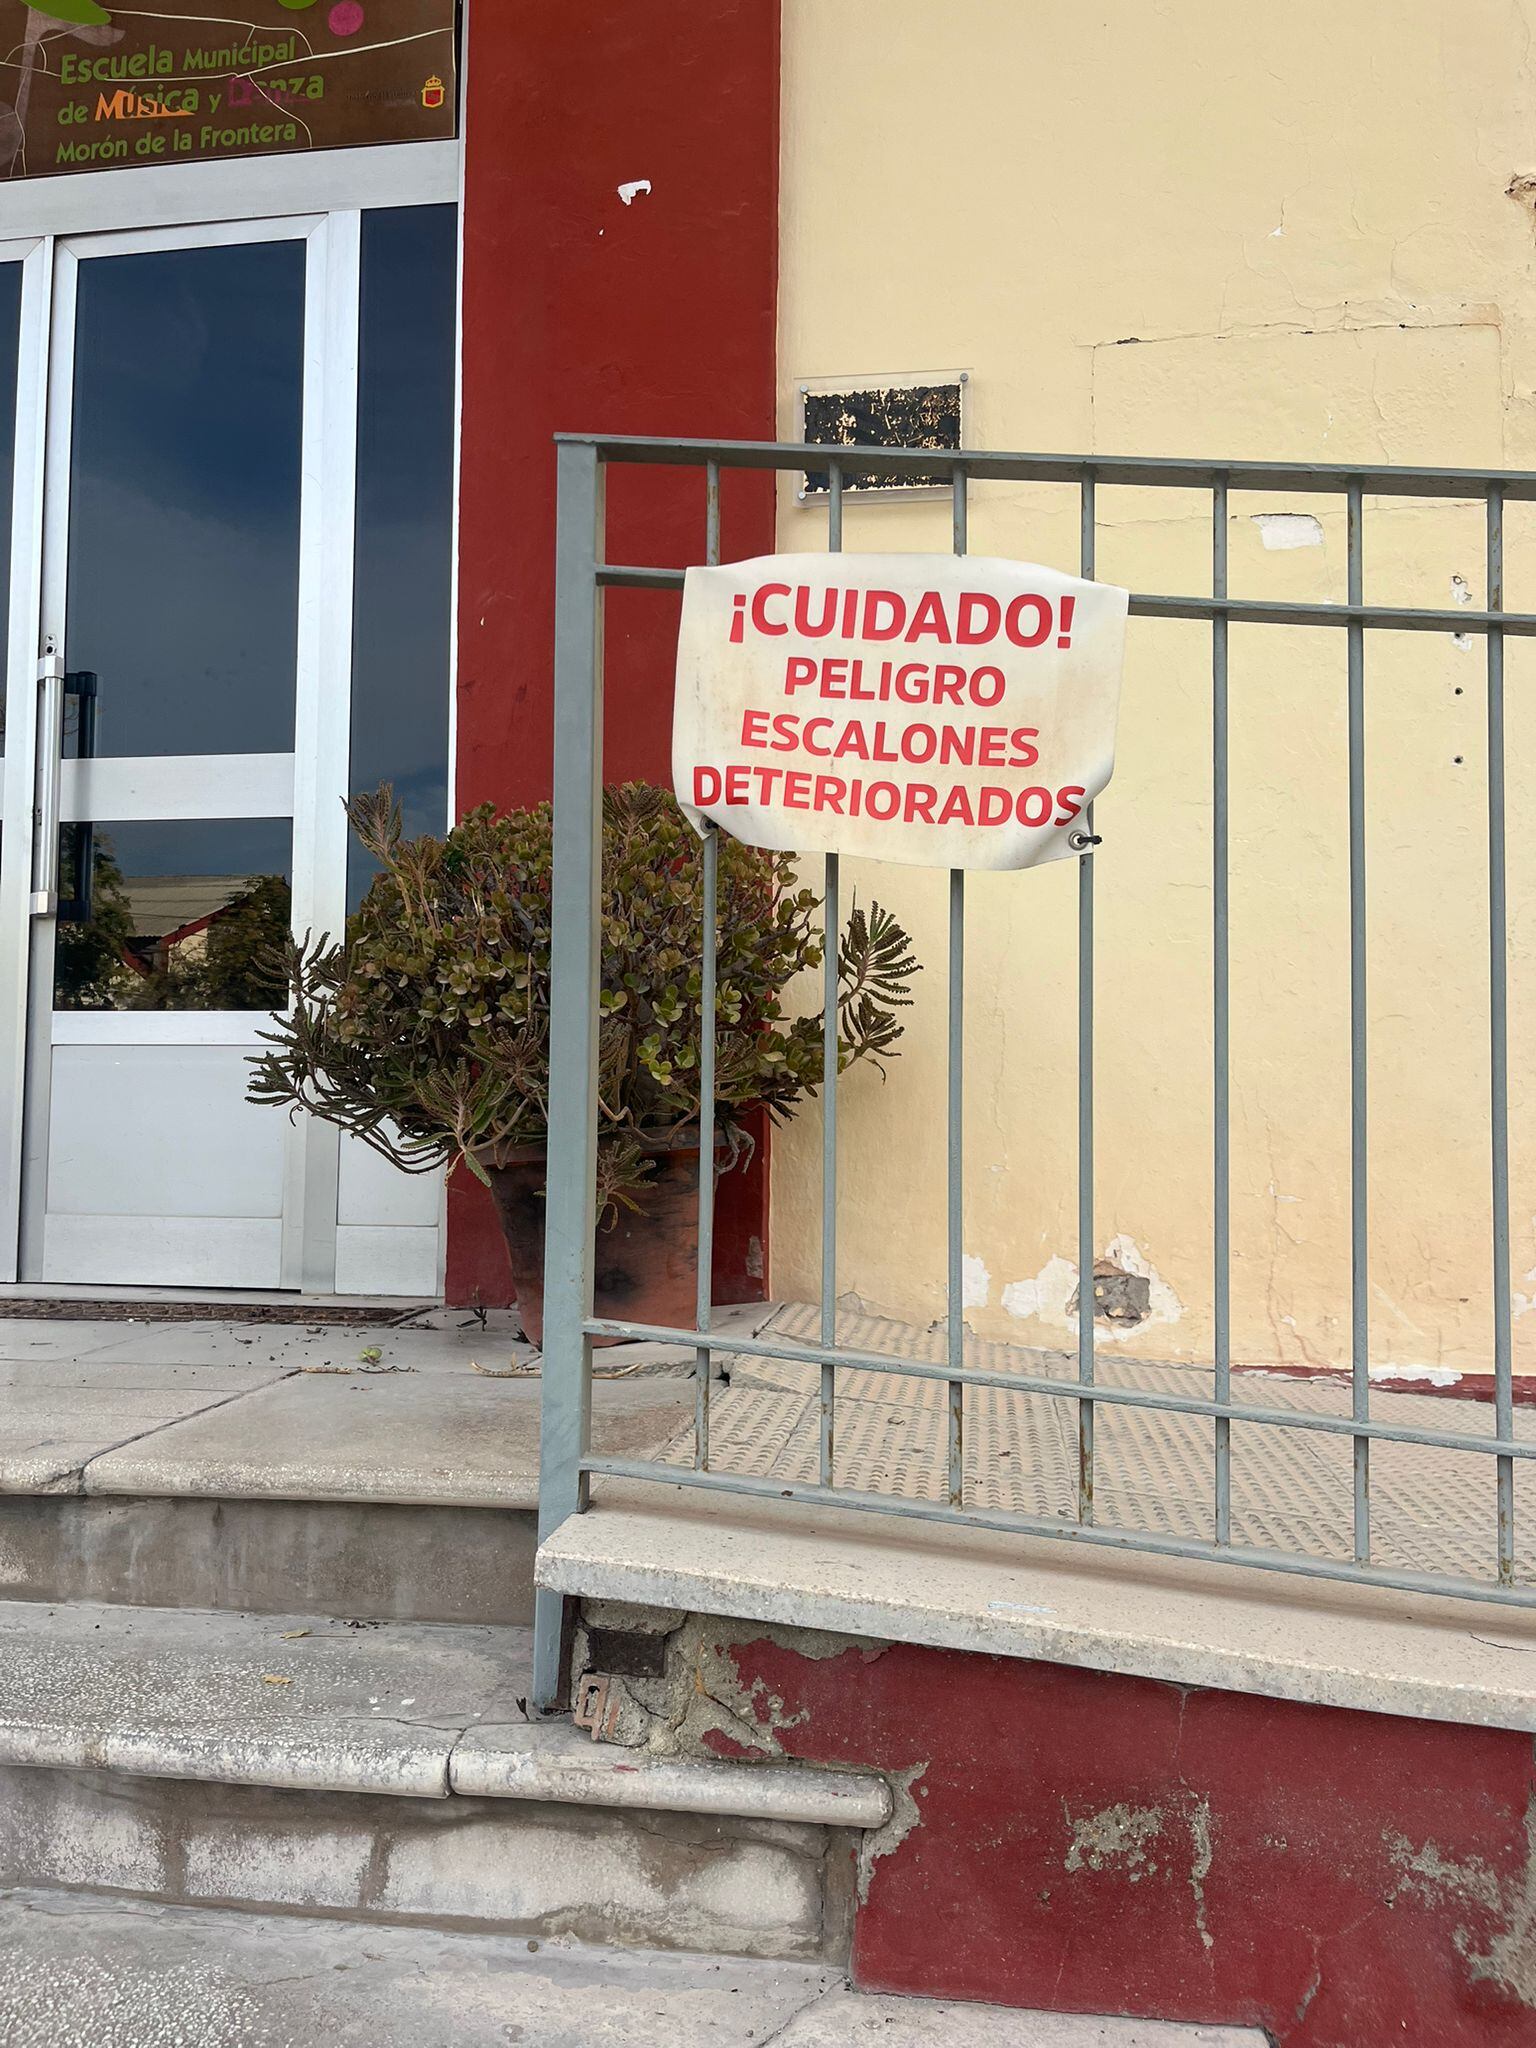 Escuela Municipal
de Música y Danza
Morón de la Frontera
¡CUIDADO!
PELIGRO
ESCALONES
DETERIORADOS